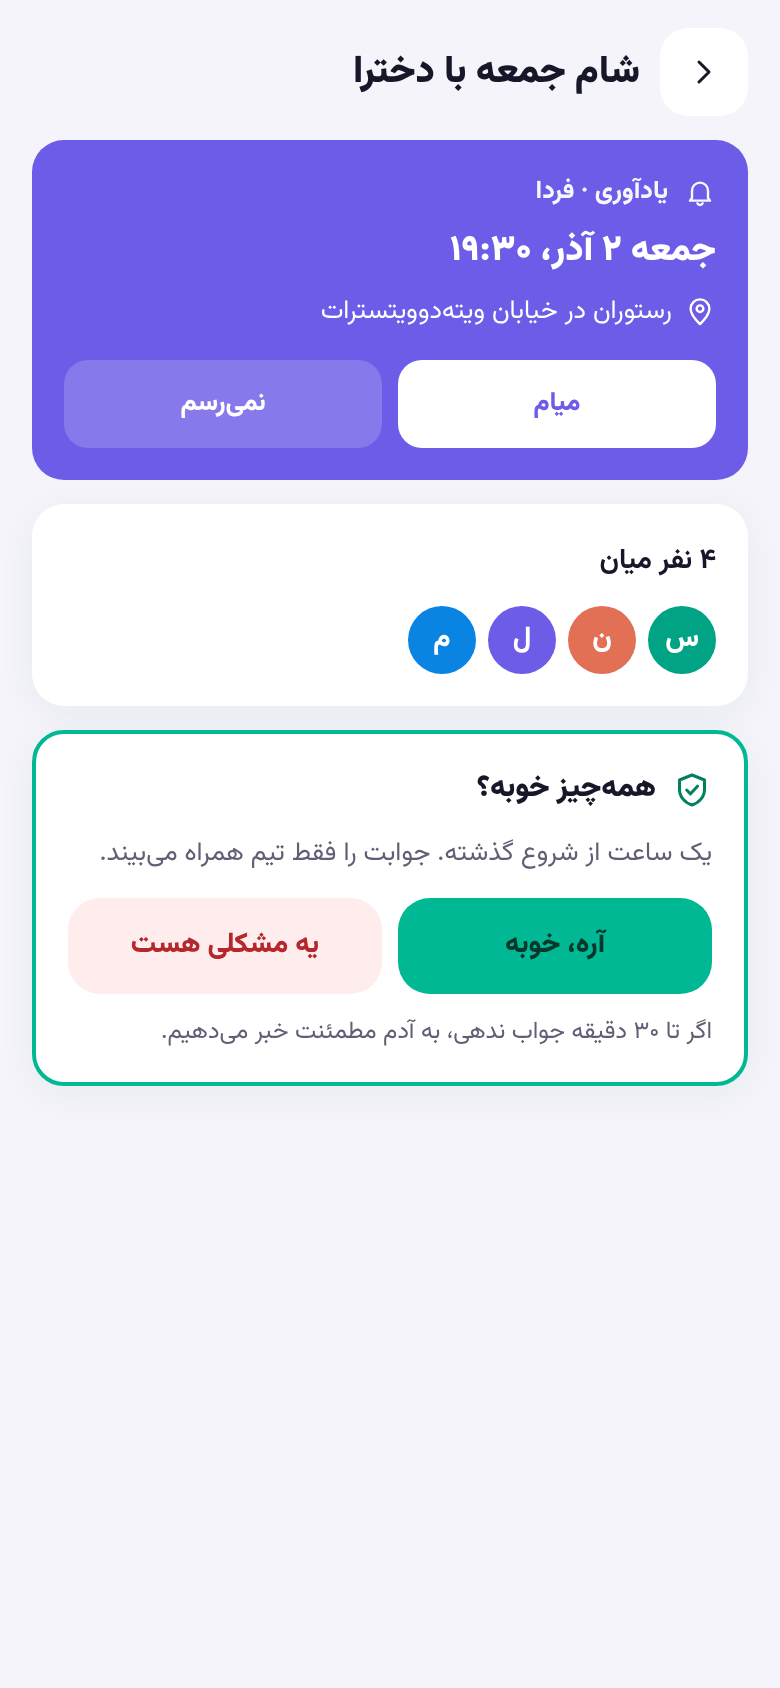 شام جمعه با دخترا
یادآوری · فردا
جمعه ۲ آذر، ۱۹:۳۰
رستوران در خیابان ویته‌دوویتسترات
میام
نمی‌رسم
۴ نفر میان
س
ن
ل
م
همه‌چیز خوبه؟
یک ساعت از شروع گذشته. جوابت را فقط تیم همراه می‌بیند.
آره، خوبه
یه مشکلی هست
اگر تا ۳۰ دقیقه جواب ندهی، به آدم مطمئنت خبر می‌دهیم.